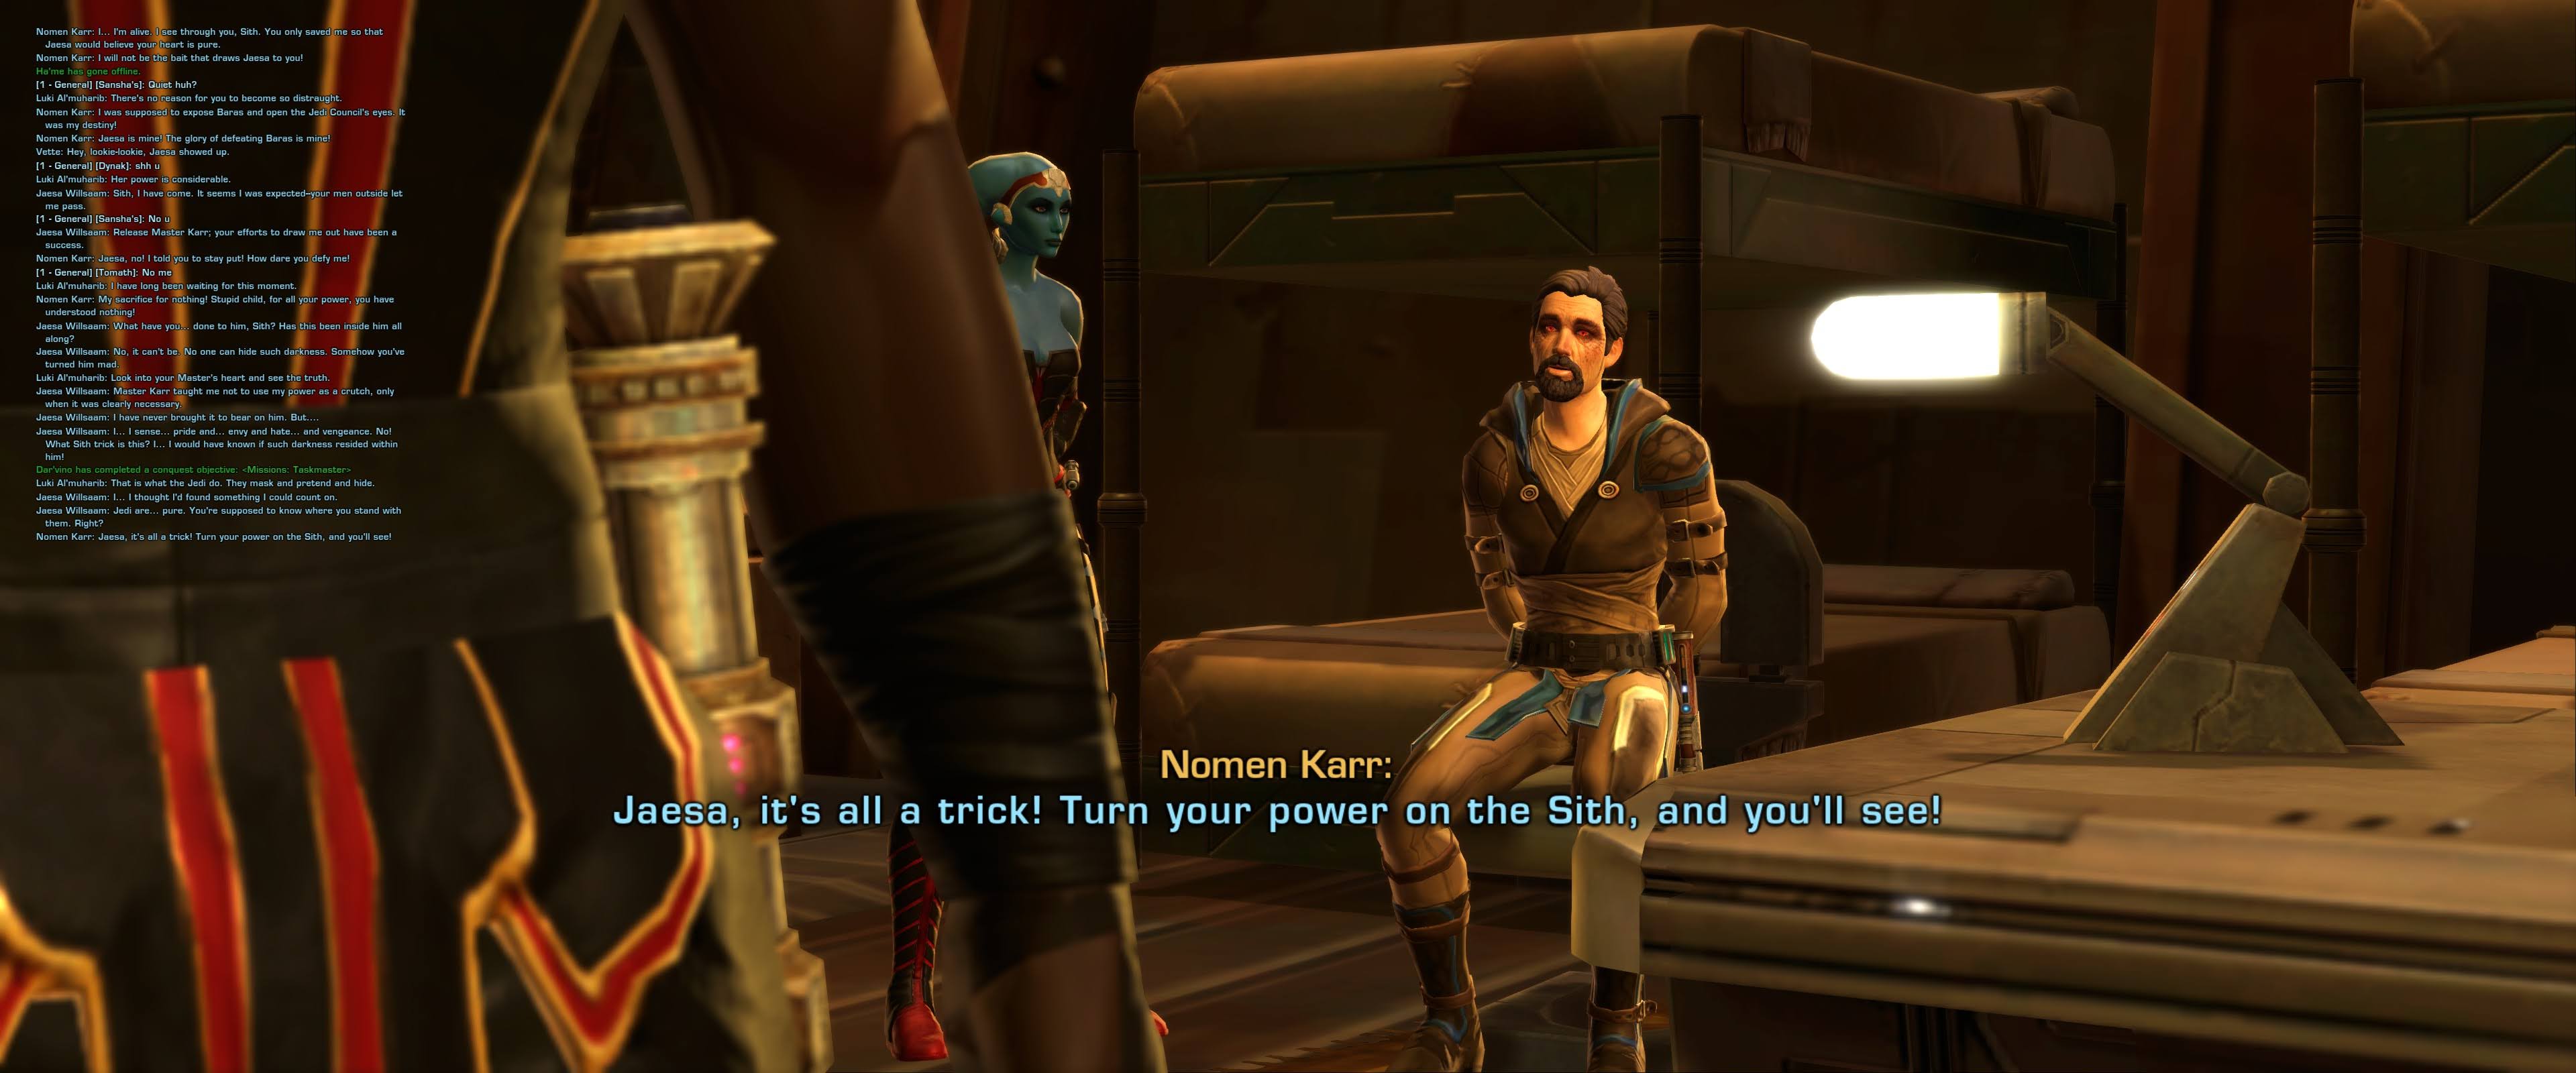 Nomen Karr: I... I'm alive. I see through you, Sith. You only saved me so that
Jaesa would believe your heart is pure.
Nomen Karr: I will not be the bait that draws Jaesa to you!
Ha'me has gone offline.
[1 - General] [Sansha's]: Quiet huh?
Luki Al'muharib: There's no reason for you to become so distraught.
Nomen Karr: I was supposed to expose Baras and open the Jedi Council's eyes. It
was my destiny!
Nomen Karr: Jaesa is mine! The glory of defeating Baras is mine!
Vette: Hey, lookie-lookie, Jaesa showed up.
[1 - General] [Dynak]: shh u
Luki Al'muharib: Her power is considerable.
Jaesa Willsaam: Sith, I have come. It seems I was expected—your men outside let
me pass.
[1 - General] [Sansha's]: No u
Jaesa Willsaam: Release Master Karr; your efforts to draw me out have been a
success.
Nomen Karr: Jaesa, no! I told you to stay put! How dare you defy me!
[1 - General] [Tomath]: No me
Luki Al'muharib: I have long been waiting for this moment.
Nomen Karr: My sacrifice for nothing! Stupid child, for all your power, you have
understood nothing!
Jaesa Willsaam: What have you... done to him, Sith? Has this been inside him all
along?
Jaesa Willsaam: No, it can't be. No one can hide such darkness. Somehow you've
turned him mad.
Luki Al'muharib: Look into your Master's heart and see the truth.
Jaesa Willsaam: Master Karr taught me not to use my power as a crutch, only
when it was clearly necessary.
Jaesa Willsaam: I have never brought it to bear on him. But....
Jaesa Willsaam: I... I sense... pride and... envy and hate... and vengeance. No!
What Sith trick is this? I... I would have known if such darkness resided within
him!
Dar'vino has completed a conquest objective: <Missions: Taskmaster>
Luki Al'muharib: That is what the Jedi do. They mask and pretend and hide.
Jaesa Willsaam: I... I thought I'd found something I could count on.
Jaesa Willsaam: Jedi are... pure. You're supposed to know where you stand with
them. Right?
Nomen Karr: Jaesa, it's all a trick! Turn your power on the Sith, and you'll see!
Nomen Karr:
Jaesa, it's all a trick! Turn your power on the Sith, and you'll see!